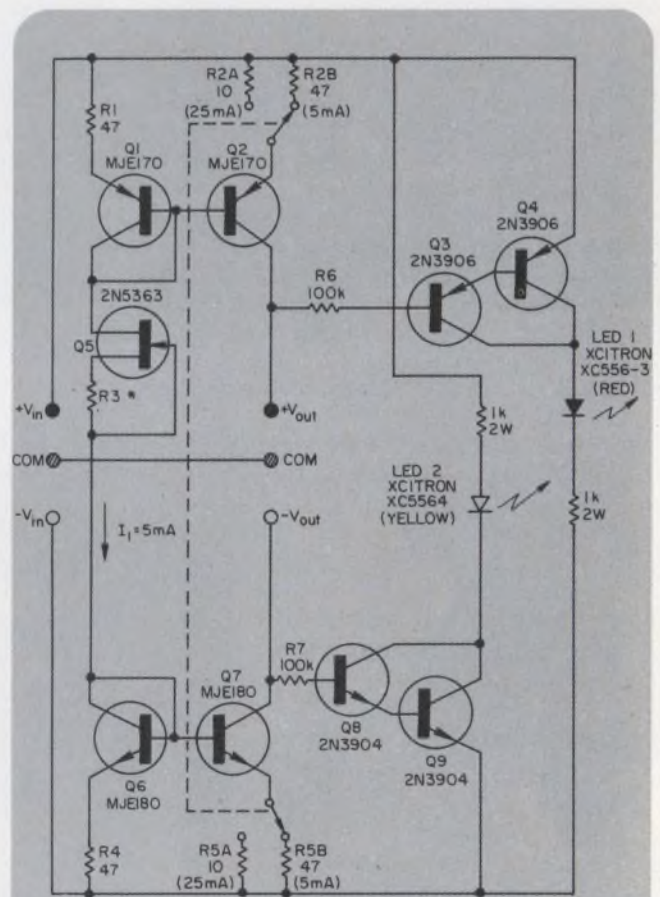 R1
47
R2A
10
(25mA)
R2B
47
(5mA)
Q1
MJE170
Q2
MJE170
Q3
2N3906
Q4
2N3906
R6
100k
2N5363
Q5
R3 *
LED 1
XCITRON
XC556-3
(RED)
+Vin
+Vout
1k
2W
COM
COM
LED 2
XCITRON
XC5564
(YELLOW)
1k
2W
-Vin
-Vout
I1=5mA
R7
100k
Q7
MJE180
Q8
2N3904
Q9
2N3904
Q6
MJE180
R4
47
R5A
10
(25mA)
R5B
47
(5mA)